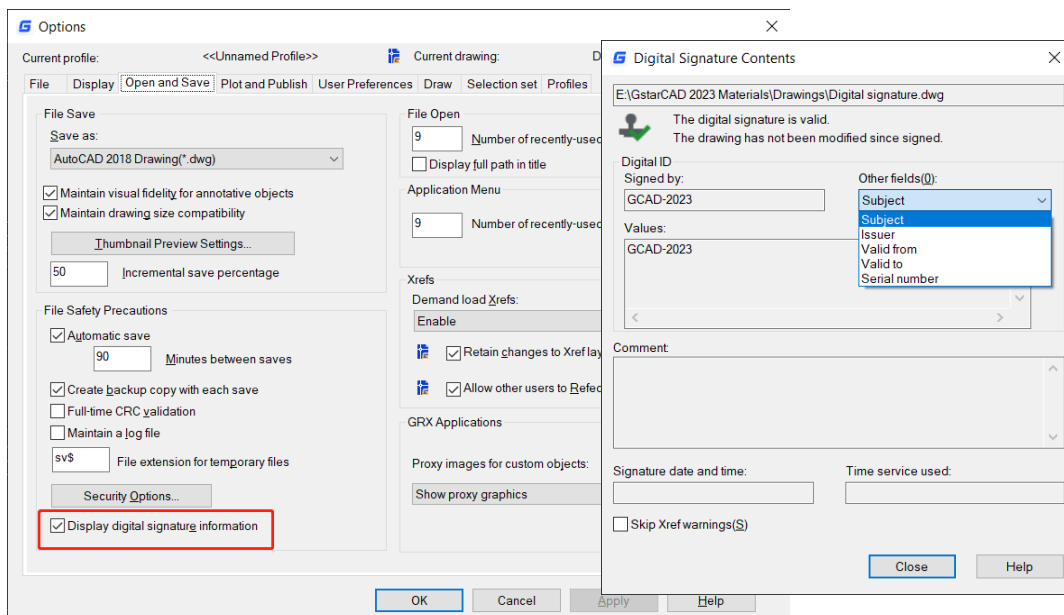 Options
Current profile:
<<Unnamed Profile>>
Current drawing:
D
File Display Open and Save Plot and Publish User Preferences Draw Selection set Profiles
File Save
Save as:
AutoCAD 2018 Drawing(*.dwg)
Maintain visual fidelity for annotative objects
Maintain drawing size compatibility
Thumbnail Preview Settings...
50 Incremental save percentage
File Safety Precautions
Automatic save
90 Minutes between saves
Create backup copy with each save
Full-time CRC validation
Maintain a log file
sv$ File extension for temporary files
Security Options...
Display digital signature information
File Open
9 Number of recently-used
Display full path in title
Application Menu
9 Number of recently-used
Xrefs
Demand load Xrefs:
Enable
Retain changes to Xref lay
Allow other users to Refed
GRX Applications
Proxy images for custom objects:
Show proxy graphics
OK Cancel Apply Help
Digital Signature Contents
E:\GstarCAD 2023 Materials\Drawings\Digital signature.dwg
The digital signature is valid.
The drawing has not been modified since signed.
Digital ID
Signed by:
GCAD-2023
Other fields(0):
Subject
Subject
Issuer
Valid from
Valid to
Serial number
Values:
GCAD-2023
Comment:
Signature date and time:
Time service used:
Skip Xref warnings(S)
Close Help